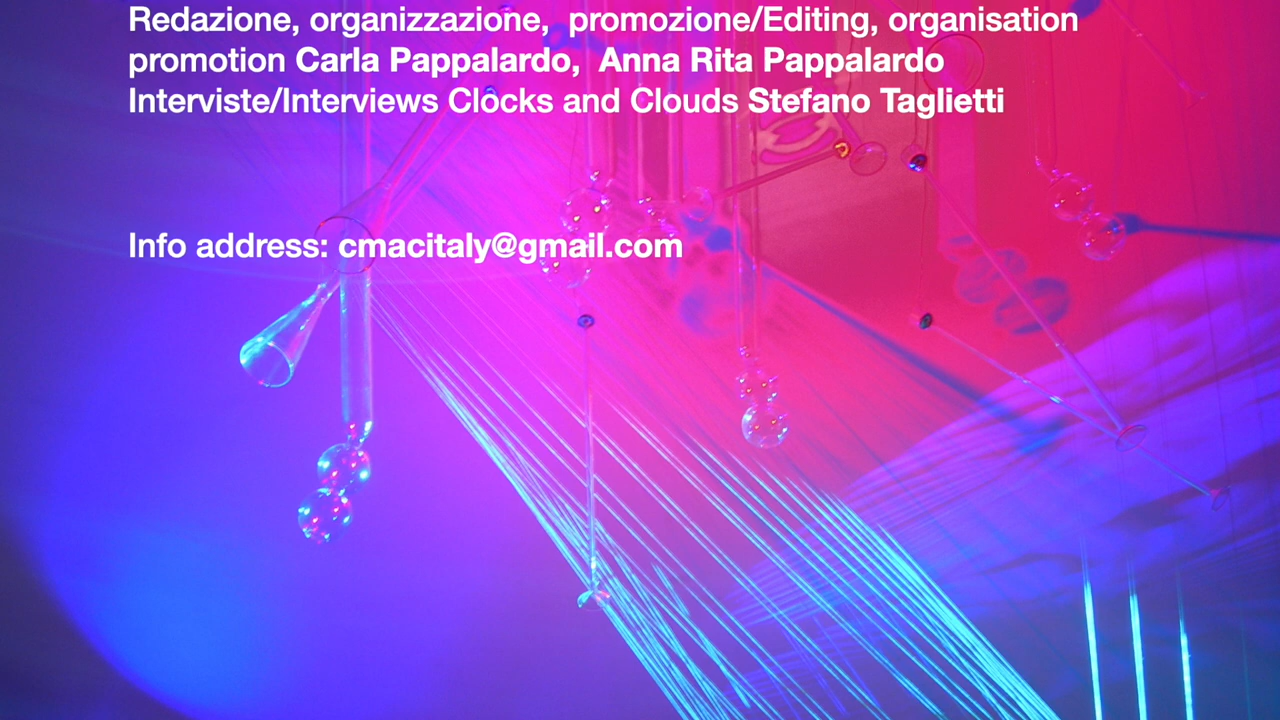 Redazione, organizzazione,  promozione/Editing, organisation
promotion Carla Pappalardo,  Anna Rita Pappalardo
Interviste/Interviews Clocks and Clouds Stefano Taglietti
Info address: cmacitaly@gmail.com